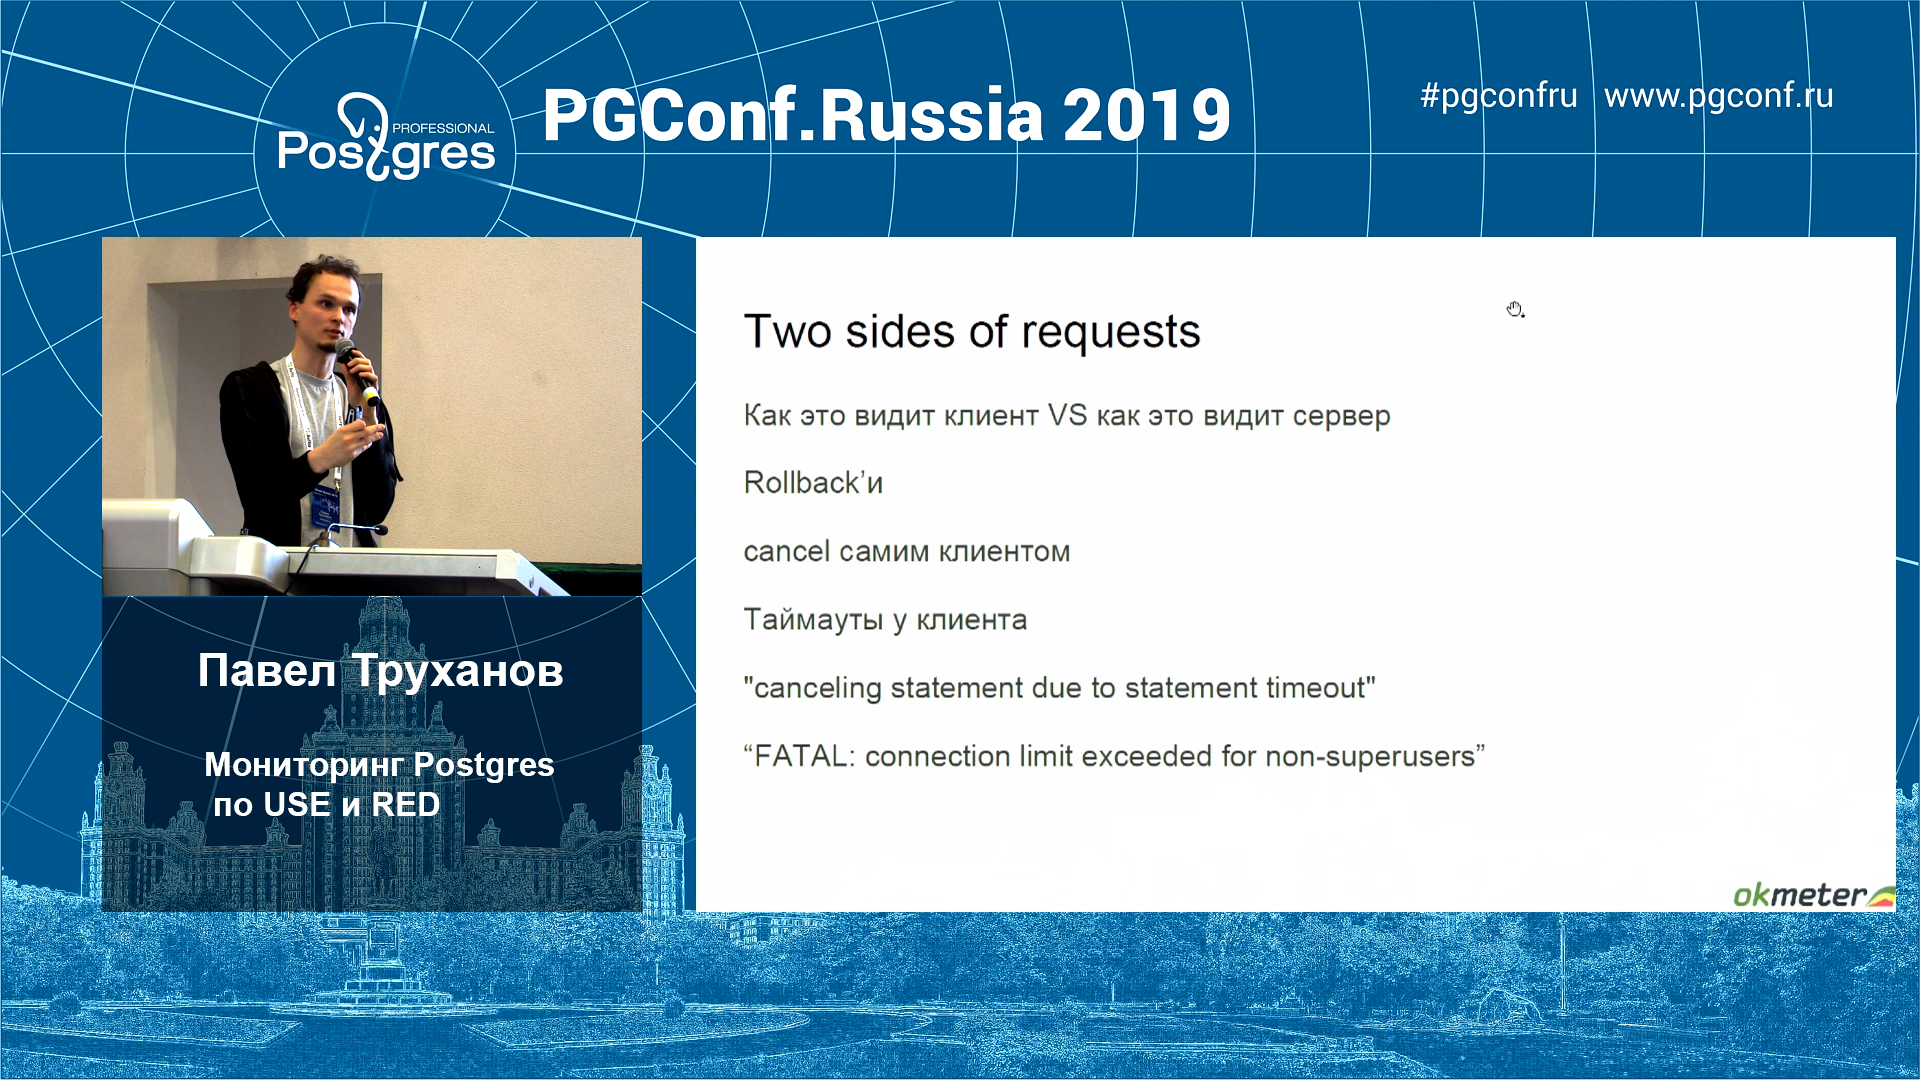 PROFESSIONAL
Postgres
PGConf.Russia 2019
#pgconfru www.pgconf.ru
Two sides of requests
Как это видит клиент VS как это видит сервер
Rollback’и
cancel самим клиентом
Таймауты у клиента
"canceling statement due to statement timeout"
“FATAL: connection limit exceeded for non-superusers”
okmeter
Павел Труханов
Мониторинг Postgres
по USE и RED